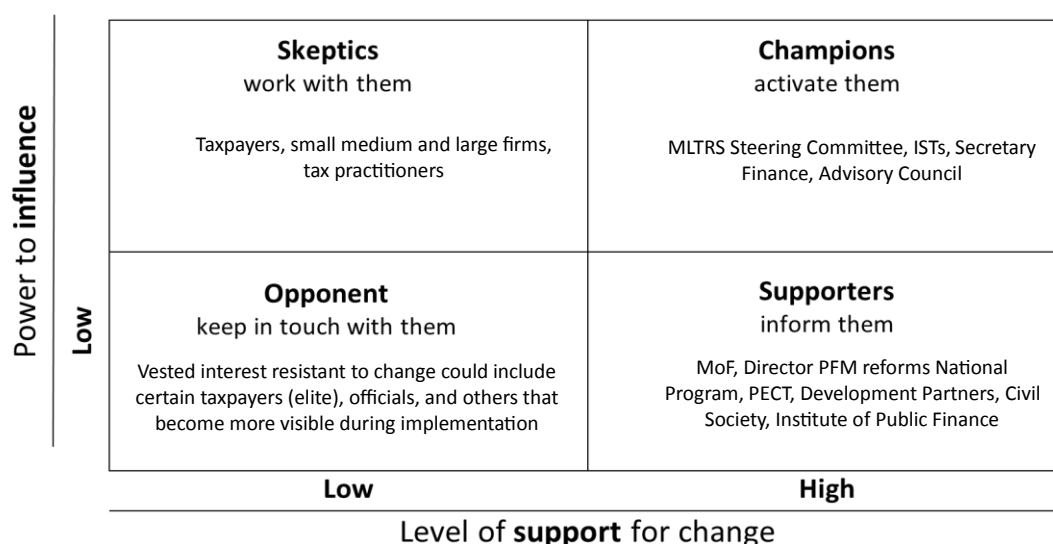 Power to influence
Low
Skeptics
work with them
Taxpayers, small medium and large firms,
tax practitioners
Champions
activate them
MLTRS Steering Committee, ISTs, Secretary
Finance, Advisory Council
Opponent
keep in touch with them
Vested interest resistant to change could include
certain taxpayers (elite), officials, and others that
become more visible during implementation
Supporters
inform them
MoF, Director PFM reforms National
Program, PECT, Development Partners, Civil
Society, Institute of Public Finance
Low
High
Level of support for change